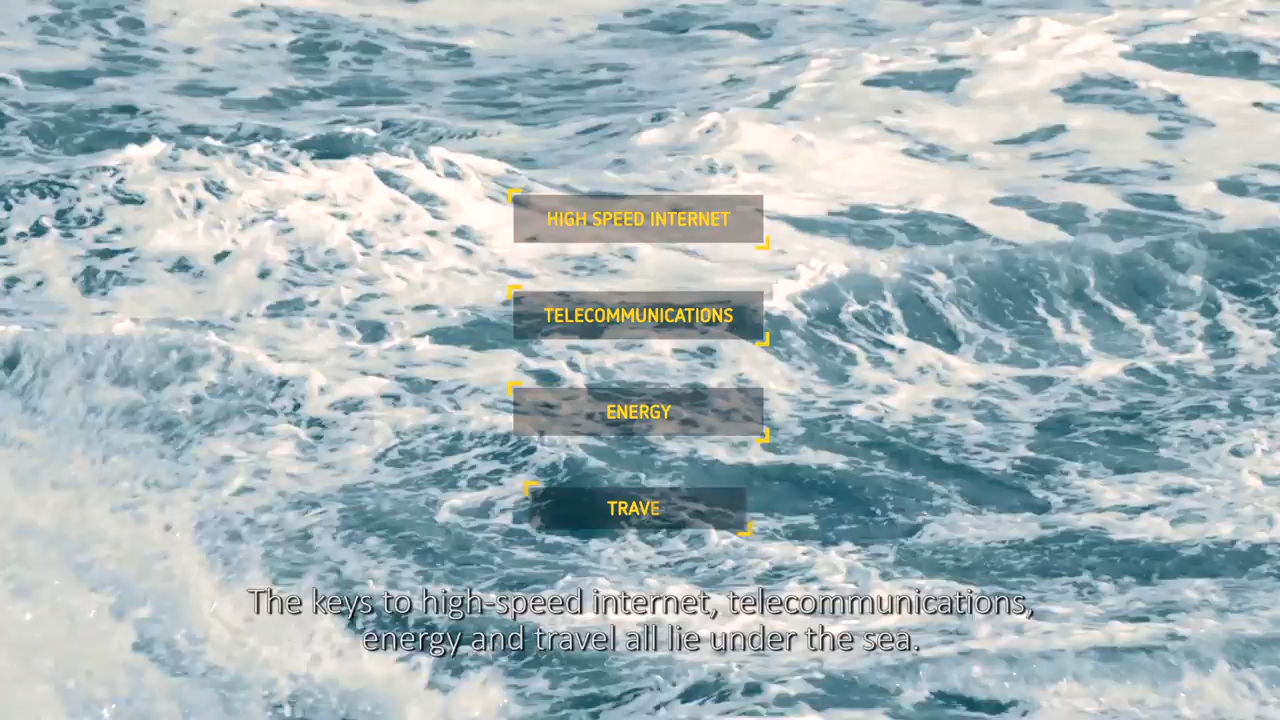 HIGH SPEED INTERNET
TELECOMMUNICATIONS
ENERGY
TRAVE
The keys to high-speed internet, telecommunications,
energy and travel all lie under the sea.